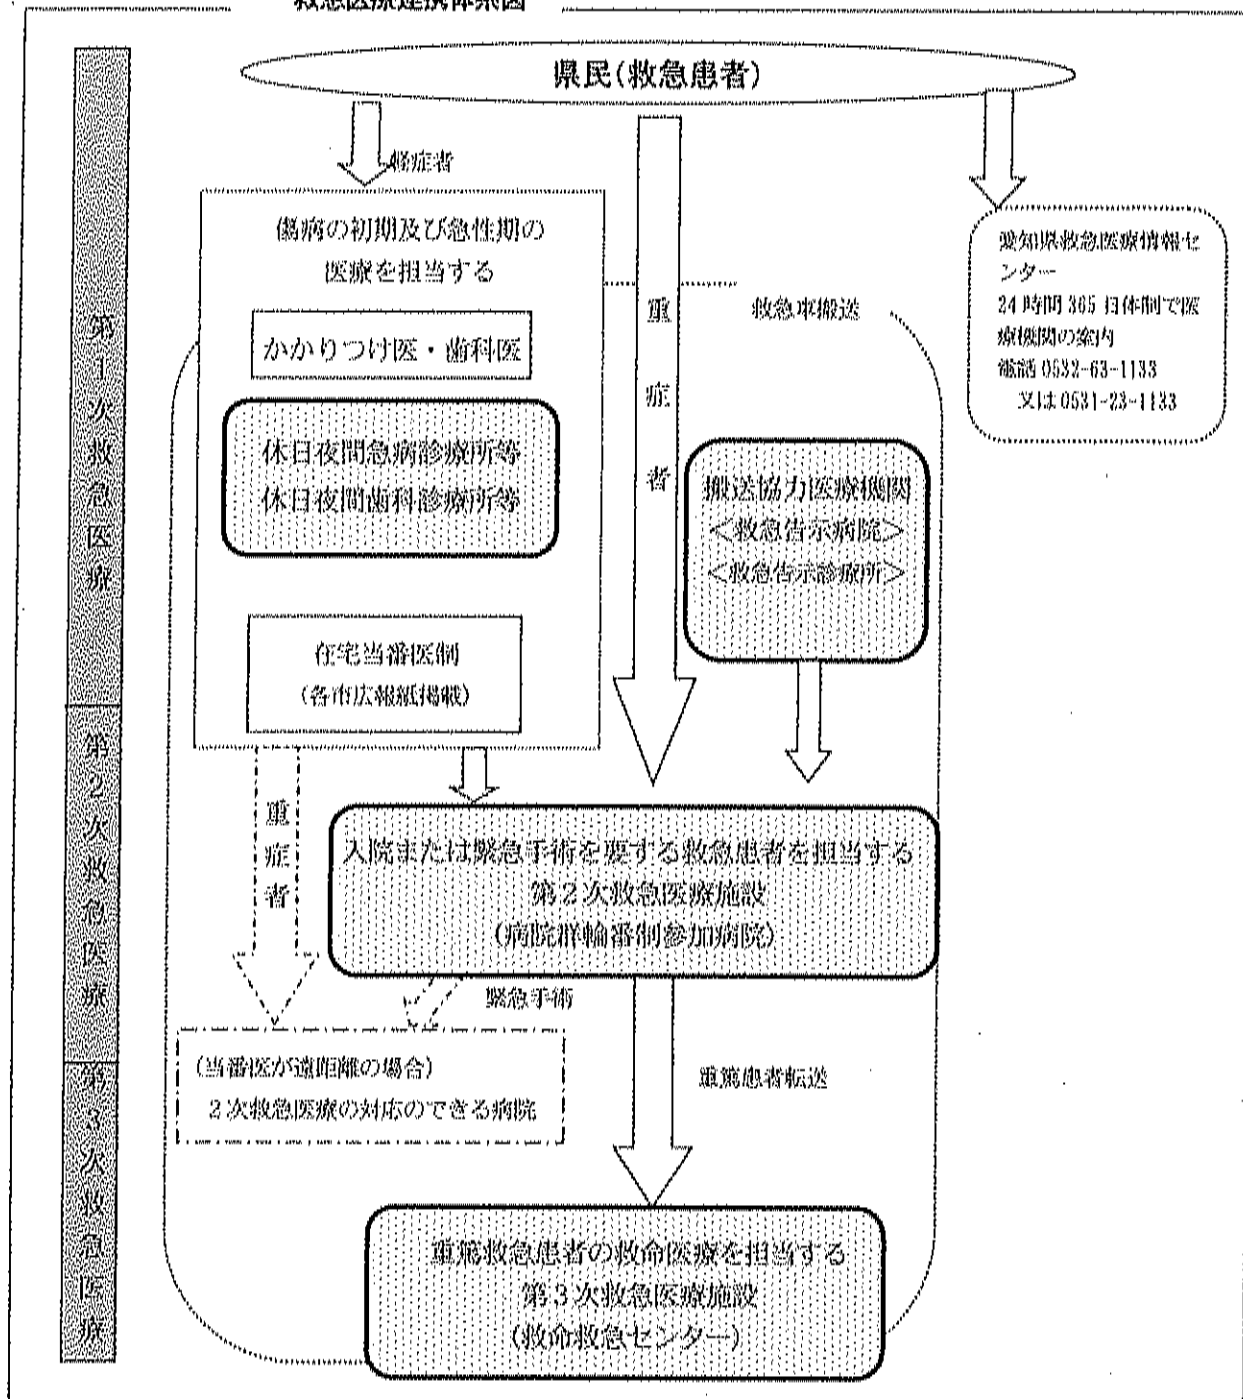 救急医療連携体系図
県民(救急患者)
軽症者
傷病の初期及び急性期の
医療を担当する
かかりつけ医・歯科医
休日夜間急病診療所等
休日夜間歯科診療所等
在宅当番医制
(各市広報紙掲載)
重症者
救急車搬送
搬送協力医療機関
<救急告示病院>
<救急告示診療所>
愛知県救急医療情報セ
ンター
24時間365日体制で医
療機関の案内
電話 0532-63-1133
又は 0531-23-1133
第1次救急医療
第2次救急医療
第3次救急医療
重症者
入院または緊急手術を要する救急患者を担当する
第2次救急医療施設
(病院群輪番制参加病院)
緊急手術
(当番医が遠距離の場合)
2次救急医療の対応のできる病院
重篤患者転送
重篤救急患者の救命医療を担当する
第3次救急医療施設
(救命救急センター)